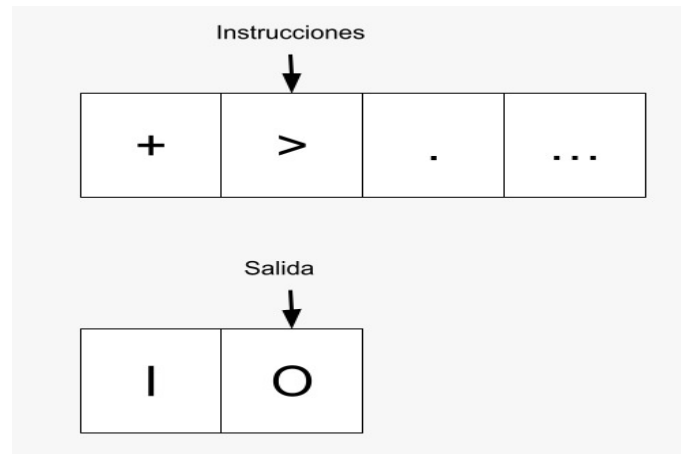 Instrucciones
+ > . ...
Salida
I O